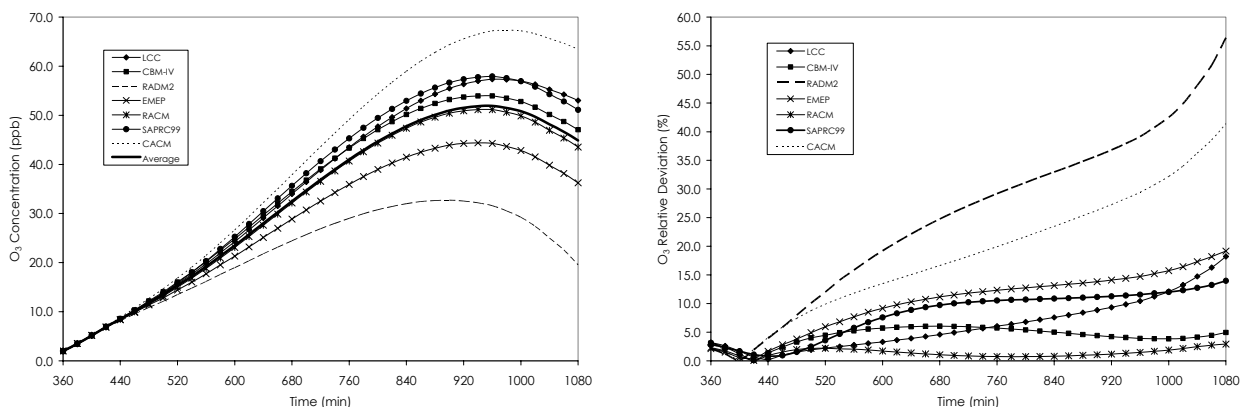 70.0
60.0
50.0
40.0
30.0
20.0
10.0
0.0
O₃ Concentration (ppb)
LCC
CBM-IV
RADM2
EMEP
RACM
SAPRC99
CACM
Average
360 440 520 600 680 760 840 920 1000 1080
Time (min)
60.0
55.0
50.0
45.0
40.0
35.0
30.0
25.0
20.0
15.0
10.0
5.0
0.0
O₃ Relative Deviation (%)
LCC
CBM-IV
RADM2
EMEP
RACM
SAPRC99
CACM
360 440 520 600 680 760 840 920 1000 1080
Time (min)